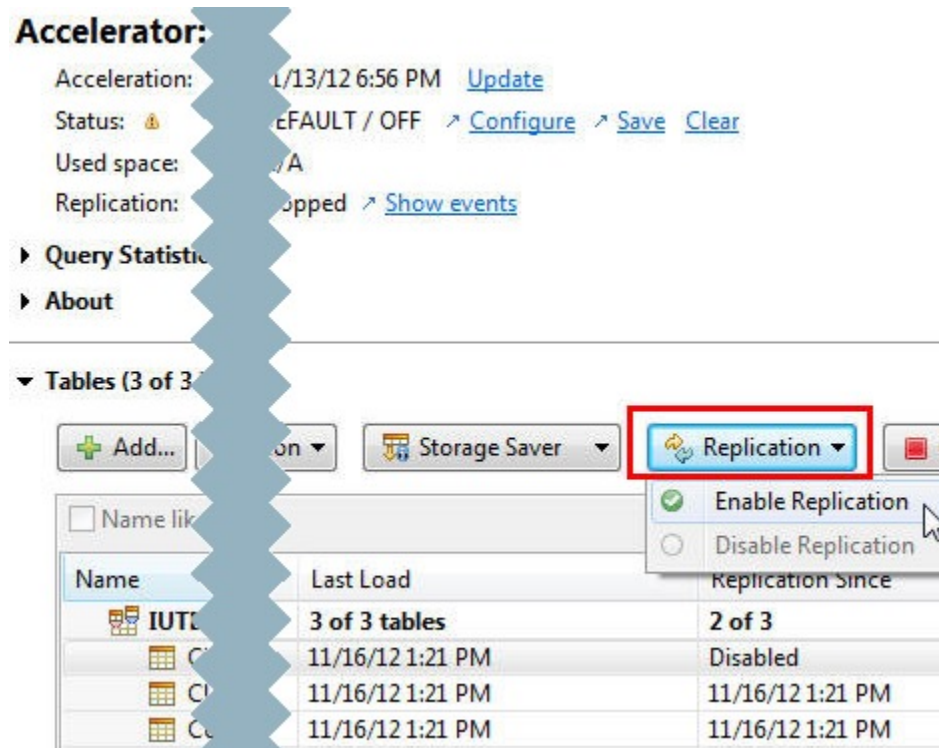 Accelerator:
Acceleration: 1/13/12 6:56 PM Update
Status: EFAULT / OFF Configure Save Clear
Used space: /A
Replication: opped Show events
Query Statistic
About
Tables (3 of 3
Add... on Storage Saver Replication
Enable Replication
Name lik
Disable Replication
Name Last Load Replication Since
IUT 3 of 3 tables 2 of 3
C 11/16/12 1:21 PM Disabled
C 11/16/12 1:21 PM 11/16/12 1:21 PM
C 11/16/12 1:21 PM 11/16/12 1:21 PM